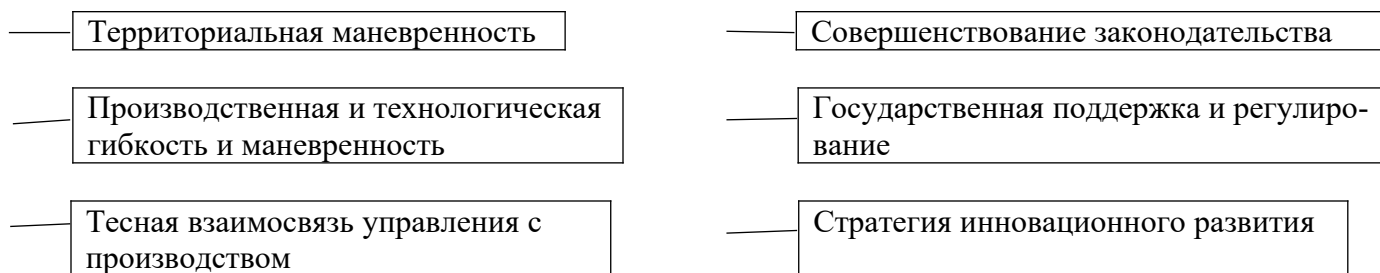 Территориальная маневренность
Производственная и технологическая
гибкость и маневренность
Тесная взаимосвязь управления с
производством
Совершенствование законодательства
Государственная поддержка и регулиро-
вание
Стратегия инновационного развития